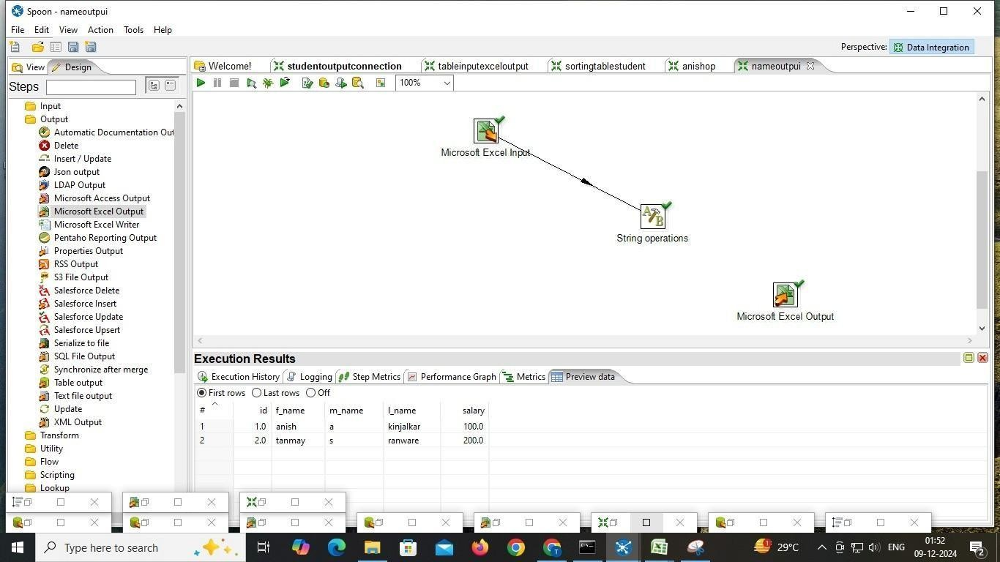 Spoon - nameoutpui
File Edit View Action Tools Help
Perspective: Data Integration
View Design
Welcome! studentoutputconnection tableinputexceloutput sortingtablestudent anishop nameoutpui
Steps
100%
Input
Output
Automatic Documentation Out
Delete
Insert / Update
Json output
LDAP Output
Microsoft Access Output
Microsoft Excel Output
Microsoft Excel Writer
Pentaho Reporting Output
Properties Output
RSS Output
S3 File Output
Salesforce Delete
Salesforce Insert
Salesforce Update
Salesforce Upsert
Serialize to file
SQL File Output
Synchronize after merge
Table output
Text file output
Update
XML Output
Transform
Utility
Flow
Scripting
Lookup
Microsoft Excel Input
A
B
String operations
Microsoft Excel Output
Execution Results
Execution History Logging Step Metrics Performance Graph Metrics Preview data
First rows Last rows Off
# id f_name m_name l_name salary
1 1.0 anish a kinjalkar 100.0
2 2.0 tanmay s ranware 200.0
Type here to search
29°C ENG
01:52
09-12-2024
2